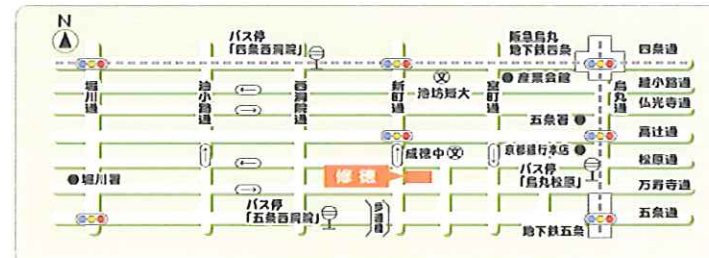 N
バス停
「四条西洞院」
阪急烏丸
地下鉄四条
四条通
堀川通
油小路通
西洞院通
新町通
室町通
烏丸通
池坊短大
産業会館
綾小路通
仏光寺通
五条署
高辻通
成徳中
京都銀行本店
松原通
バス停
「烏丸松原」
修徳
堀川署
万寿寺通
バス停
「五条西洞院」
歩道橋
五条通
地下鉄五条